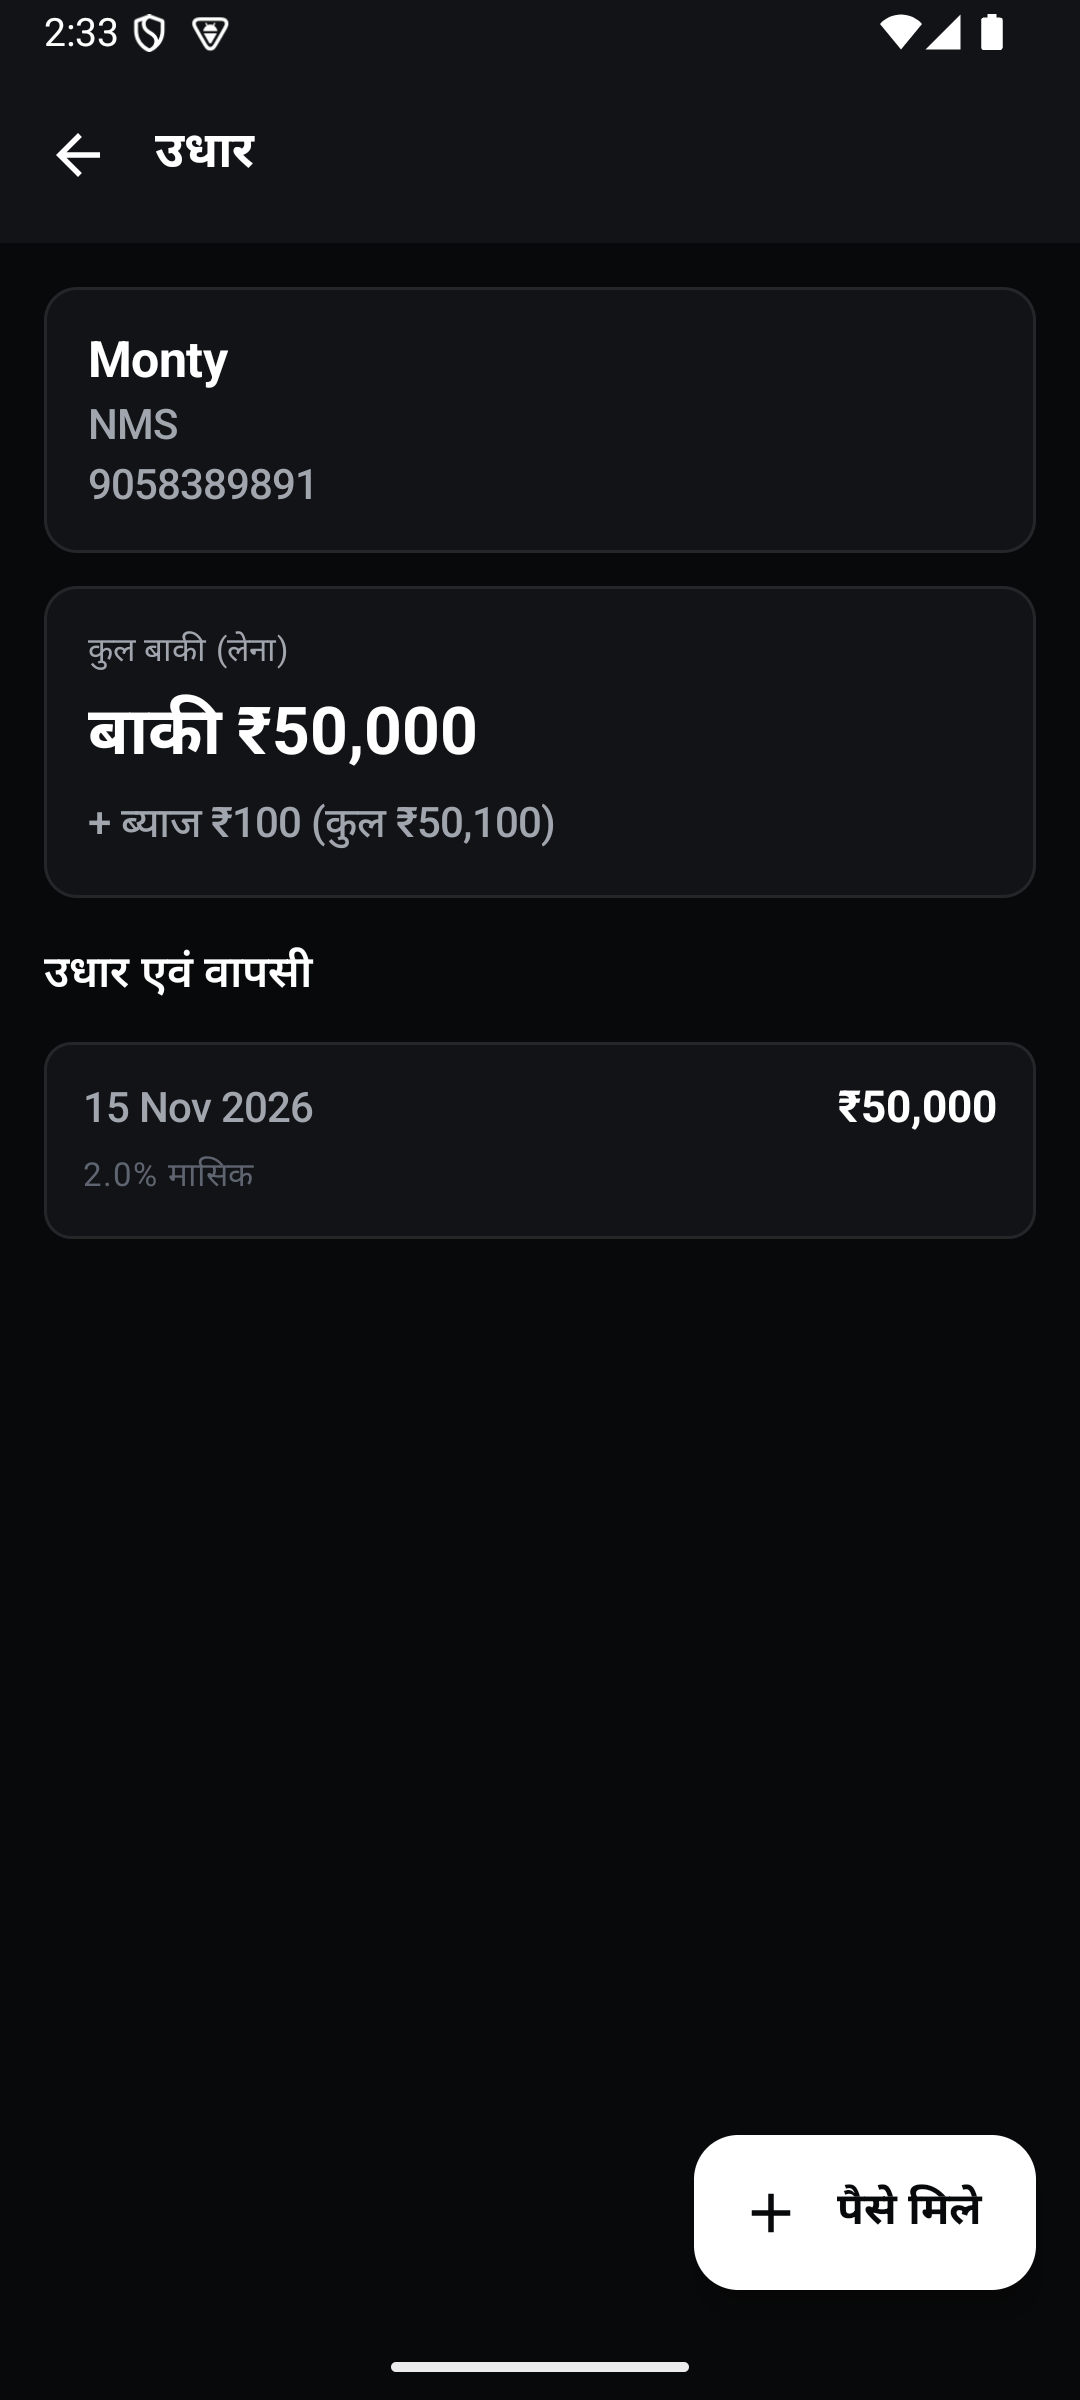 2:33
उधार
Monty
NMS
9058389891
कुल बाकी (लेना)
बाकी ₹50,000
+ ब्याज ₹100 (कुल ₹50,100)
उधार एवं वापसी
15 Nov 2026 ₹50,000
2.0% मासिक
+ पैसे मिले